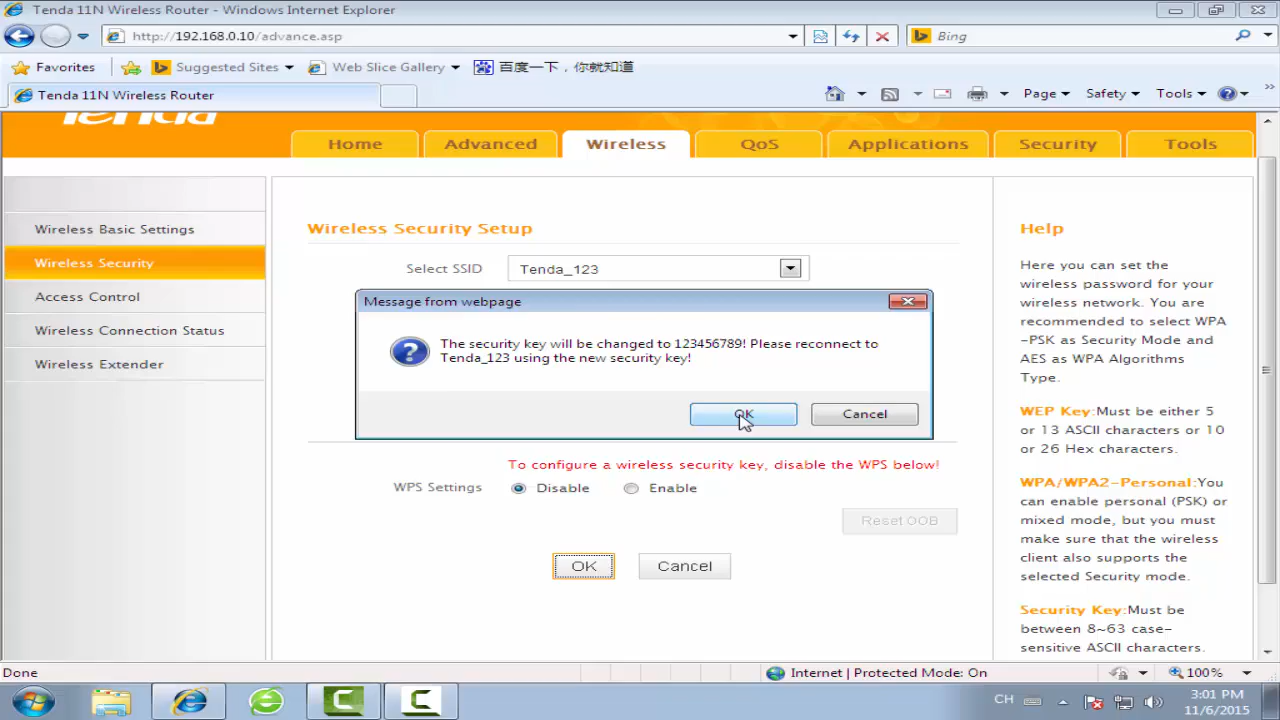 Tenda 11N Wireless Router - Windows Internet Explorer
http://192.168.0.10/advance.asp
Bing
Favorites
Suggested Sites
Web Slice Gallery
百度一下，你就知道
Tenda 11N Wireless Router
Page
Safety
Tools
»
Tenda
Home
Advanced
Wireless
QoS
Applications
Security
Tools
Wireless Basic Settings
Wireless Security
Access Control
Wireless Connection Status
Wireless Extender
Wireless Security Setup
Select SSID
Tenda_123
Message from webpage
The security key will be changed to 123456789! Please reconnect to
Tenda_123 using the new security key!
OK
Cancel
To configure a wireless security key, disable the WPS below!
WPS Settings
Disable
Enable
Reset OOB
OK
Cancel
Help
Here you can set the
wireless password for your
wireless network. You are
recommended to select WPA
-PSK as Security Mode and
AES as WPA Algorithms
Type.
WEP Key:Must be either 5
or 13 ASCII characters or 10
or 26 Hex characters.
WPA/WPA2-Personal:You
can enable personal (PSK) or
mixed mode, but you must
make sure that the wireless
client also supports the
selected Security mode.
Security Key:Must be
between 8~63 case-
sensitive ASCII characters.
Done
Internet | Protected Mode: On
100%
CH
3:01 PM
11/6/2015